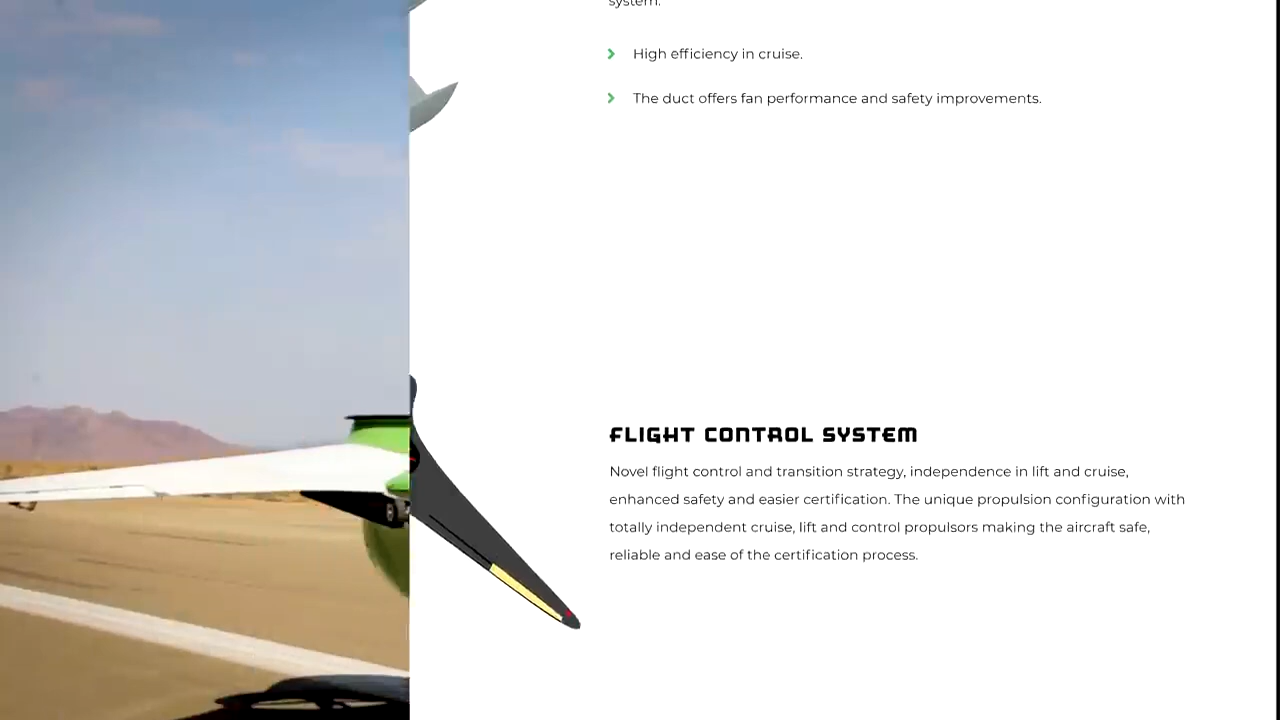 system.
High efficiency in cruise.
The duct offers fan performance and safety improvements.
FLIGHT CONTROL SYSTEM
Novel flight control and transition strategy, independence in lift and cruise,
enhanced safety and easier certification. The unique propulsion configuration with
totally independent cruise, lift and control propulsors making the aircraft safe,
reliable and ease of the certification process.